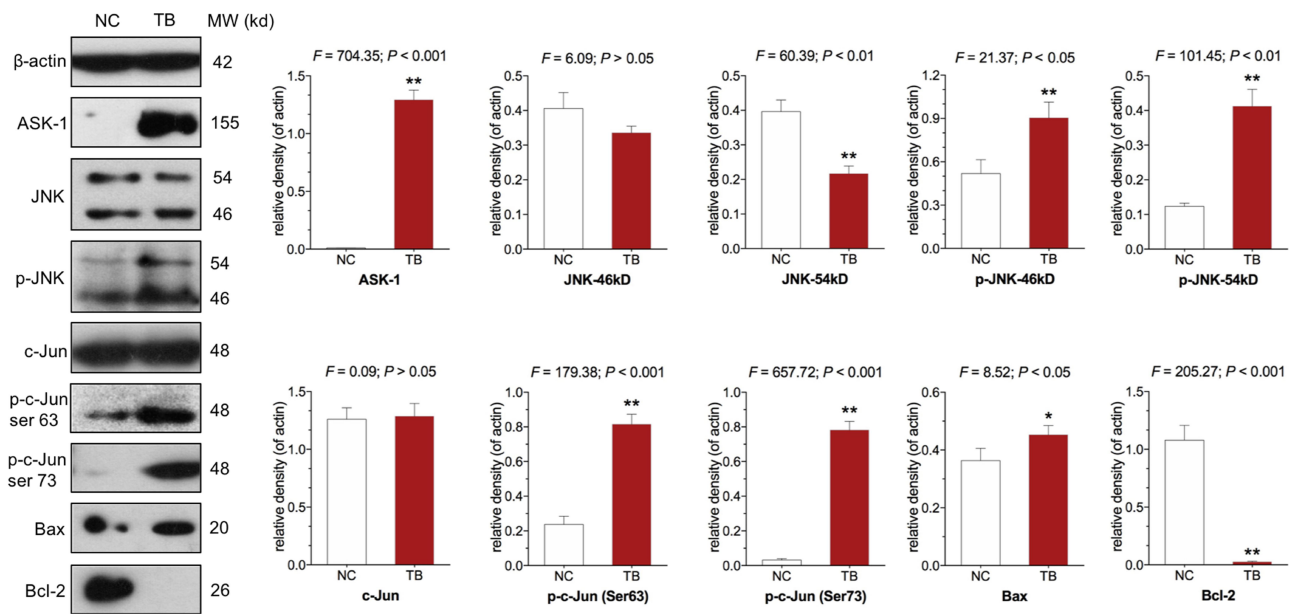 NC TB MW (kd)
β-actin 42
ASK-1 155
JNK 54
46
p-JNK 54
46
c-Jun 48
p-c-Jun
ser 63 48
p-c-Jun
ser 73 48
Bax 20
Bcl-2 26
F = 704.35; P < 0.001
relative density (of actin)
1.5
1.0
1.5
0.0
**
NC TB
ASK-1
F = 6.09; P > 0.05
relative density (of actin)
0.5
0.4
0.3
0.2
0.1
0.0
NC TB
JNK-46kD
F = 60.39; P < 0.01
relative density (of actin)
0.5
0.4
0.3
0.2
0.1
0.0
**
NC TB
JNK-54kD
F = 21.37; P < 0.05
relative density (of actin)
1.2
0.9
0.6
0.3
0.0
**
NC TB
p-JNK-46kD
F = 101.45; P < 0.01
relative density (of actin)
0.5
0.4
0.3
0.2
0.1
0.0
**
NC TB
p-JNK-54kD
F = 0.09; P > 0.05
relative density (of actin)
1.5
1.0
1.5
0.0
NC TB
c-Jun
F = 179.38; P < 0.001
relative density (of actin)
1.0
0.8
0.6
0.4
0.2
0.0
**
NC TB
p-c-Jun (Ser63)
F = 657.72; P < 0.001
relative density (of actin)
1.0
0.8
0.6
0.4
0.2
0.0
**
NC TB
p-c-Jun (Ser73)
F = 8.52; P < 0.05
relative density (of actin)
0.6
0.4
0.2
0.0
*
NC TB
Bax
F = 205.27; P < 0.001
relative density (of actin)
1.5
1.0
1.5
0.0
**
NC TB
Bcl-2